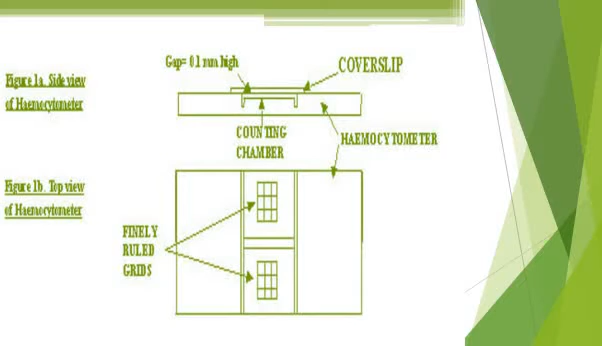 Gap= 0.1 mm high
COVERSLIP
Figure 1a. Side view
of Haemocytometer
COUNTING
CHAMBER
HAEMOCYTOMETER
Figure 1b. Top view
of Haemocytometer
FINELY
RULED
GRIDS